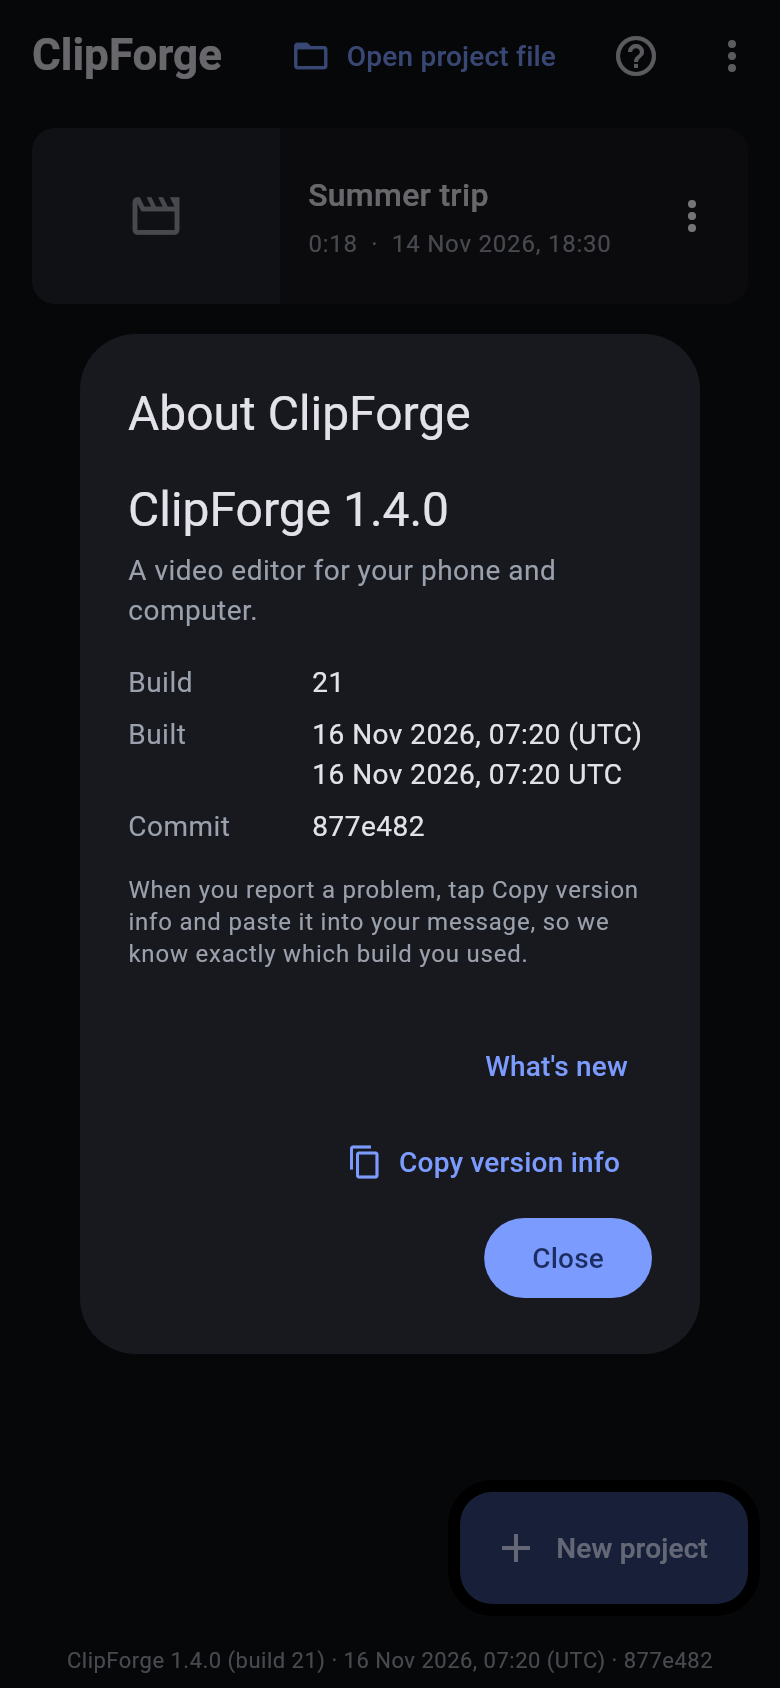 ClipForge
Open project file
Summer trip
0:18 · 14 Nov 2026, 18:30
About ClipForge
ClipForge 1.4.0
A video editor for your phone and
computer.
Build 21
Built 16 Nov 2026, 07:20 (UTC)
16 Nov 2026, 07:20 UTC
Commit 877e482
When you report a problem, tap Copy version
info and paste it into your message, so we
know exactly which build you used.
What's new
Copy version info
Close
New project
ClipForge 1.4.0 (build 21) · 16 Nov 2026, 07:20 (UTC) · 877e482